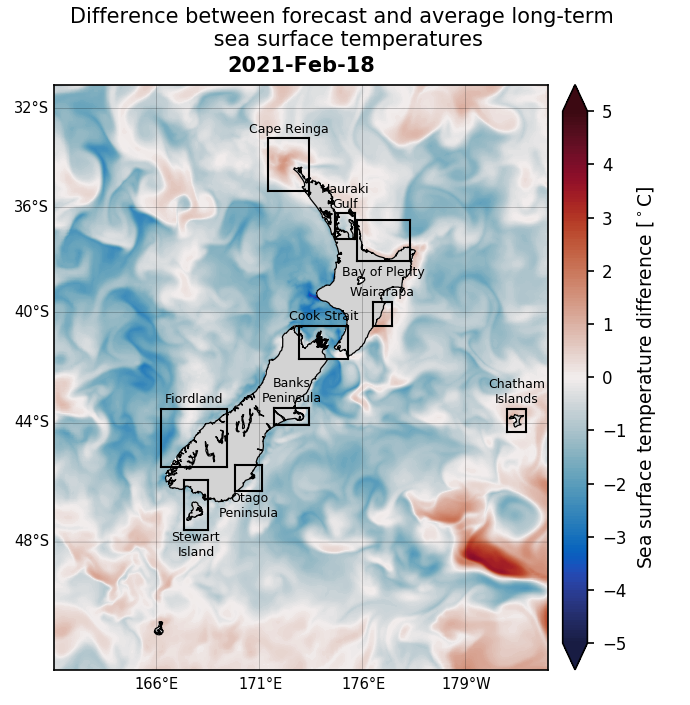 Difference between forecast and average long-term
sea surface temperatures
2021-Feb-18
32°S
36°S
40°S
44°S
48°S
166°E
171°E
176°E
179°W
Cape Reinga
Hauraki
Gulf
Bay of Plenty
Wairarapa
Cook Strait
Banks
Peninsula
Fiordland
Chatham
Islands
Otago
Peninsula
Stewart
Island
5
4
3
2
1
0
−1
−2
−3
−4
−5
Sea surface temperature difference [°C]